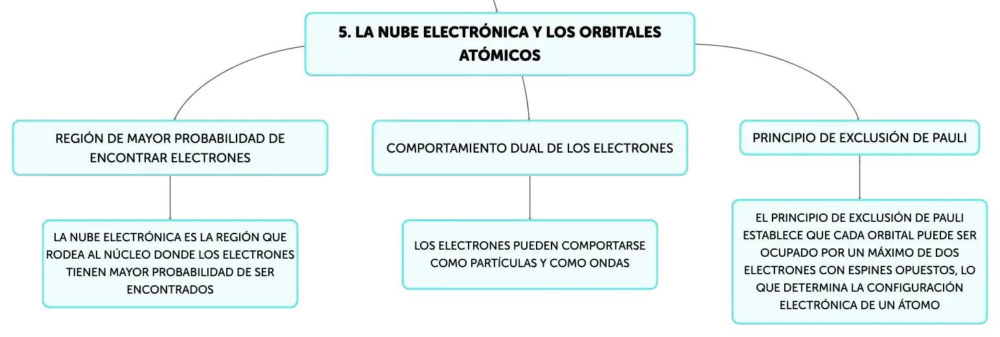 5. LA NUBE ELECTRÓNICA Y LOS ORBITALES
ATÓMICOS
REGIÓN DE MAYOR PROBABILIDAD DE
ENCONTRAR ELECTRONES
COMPORTAMIENTO DUAL DE LOS ELECTRONES
PRINCIPIO DE EXCLUSIÓN DE PAULI
LA NUBE ELECTRÓNICA ES LA REGIÓN QUE
RODEA AL NÚCLEO DONDE LOS ELECTRONES
TIENEN MAYOR PROBABILIDAD DE SER
ENCONTRADOS
LOS ELECTRONES PUEDEN COMPORTARSE
COMO PARTÍCULAS Y COMO ONDAS
EL PRINCIPIO DE EXCLUSIÓN DE PAULI
ESTABLECE QUE CADA ORBITAL PUEDE SER
OCUPADO POR UN MÁXIMO DE DOS
ELECTRONES CON ESPINES OPUESTOS, LO
QUE DETERMINA LA CONFIGURACIÓN
ELECTRÓNICA DE UN ÁTOMO